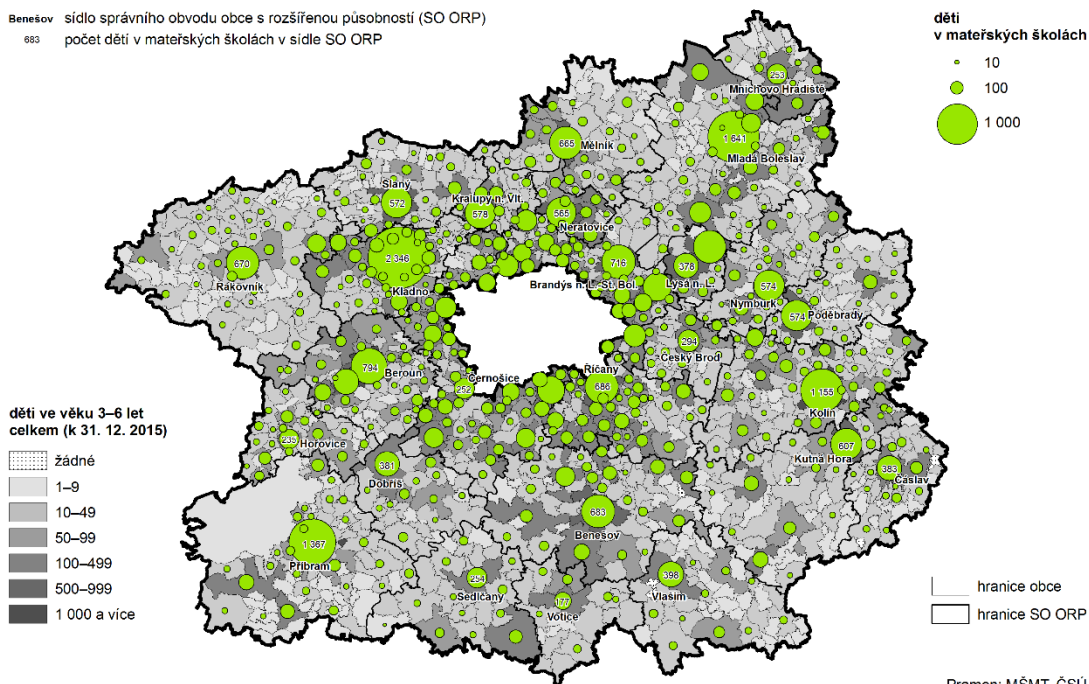 Benešov sídlo správního obvodu obce s rozšířenou působností (SO ORP)
683 počet dětí v mateřských školách v sídle SO ORP
děti
v mateřských školách
10
100
1 000
253
Mnichovo Hradiště
1 641
Mladá Boleslav
665
Mělník
Slaný
572
Kralupy n. Vlt.
578
565
Neratovice
670
Rakovník
2 346
Kladno
716
Brandýs n. L.-St. Bol.
378
Lysá n. L.
574
Nymburk
574
Poděbrady
294
Český Brod
794
Beroun
Černošice
252
Říčany
686
1 155
Kolín
607
Kutná Hora
383
Čáslav
235
Hořovice
381
Dobříš
683
Benešov
1 367
Příbram
254
Sedlčany
177
Votice
398
Vlašim
děti ve věku 3–6 let
celkem (k 31. 12. 2015)
žádné
1–9
10–49
50–99
100–499
500–999
1 000 a více
hranice obce
hranice SO ORP
Pramen: MŠMT, ČSÚ